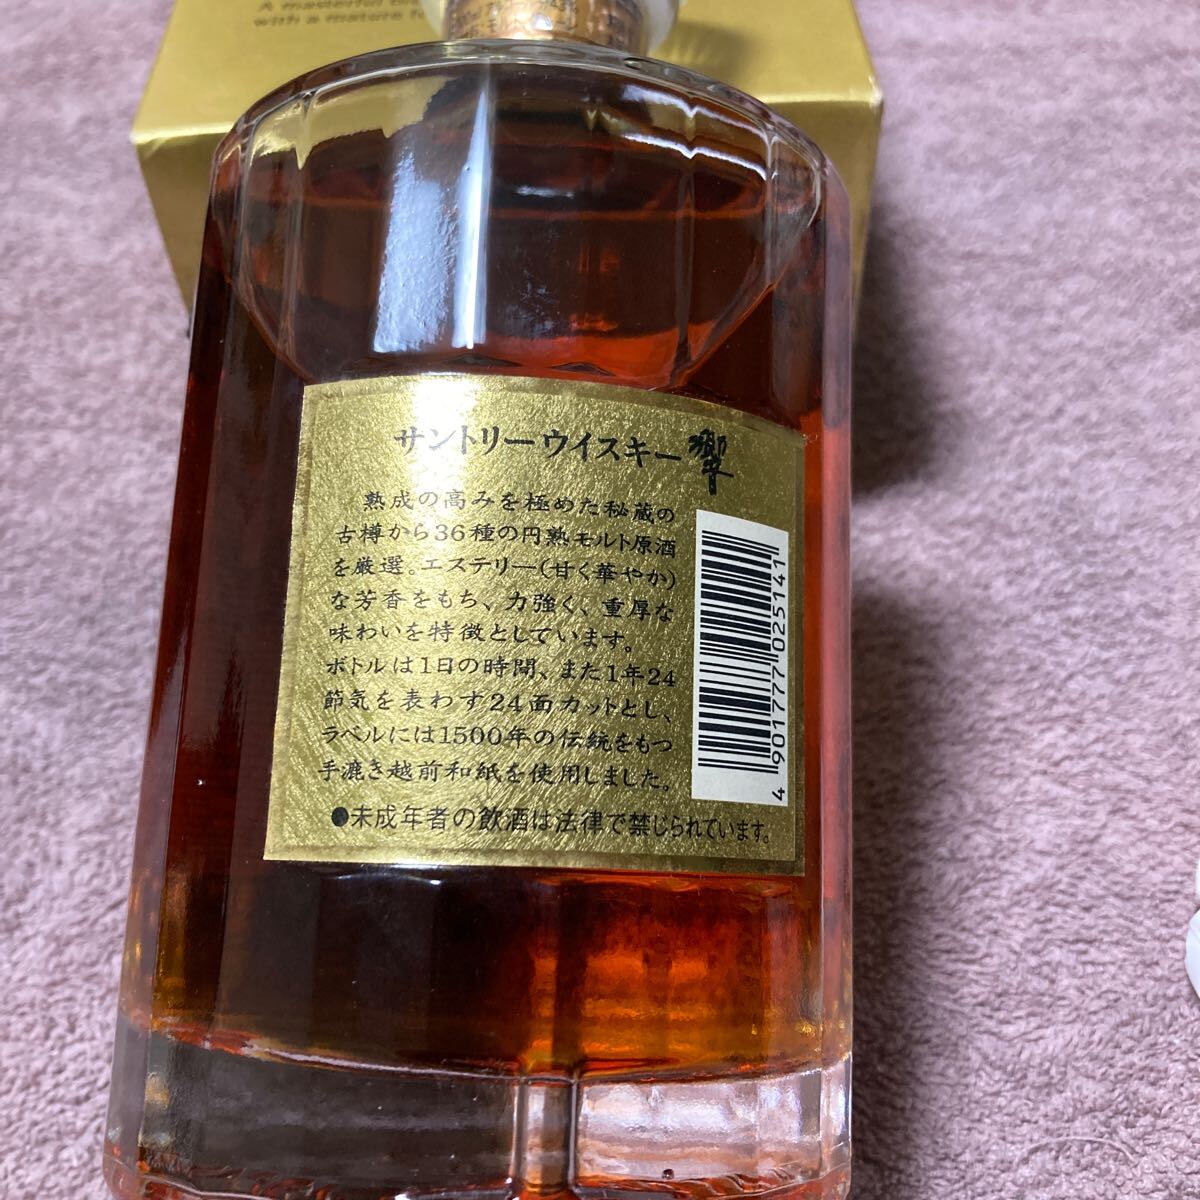 A masterful
with a mature
サントリーウイスキー 響
熟成の高みを極めた秘蔵の
古樽から36種の円熟モルト原酒
を厳選。エステリー(甘く華やか)
な芳香をもち、力強く、重厚な
味わいを特徴としています。
ボトルは1日の時間、また1年24
節気を表わす24面カットとし、
ラベルには1500年の伝統をもつ
手漉き越前和紙を使用しました。
●未成年者の飲酒は法律で禁じられています。
4 901777 025141